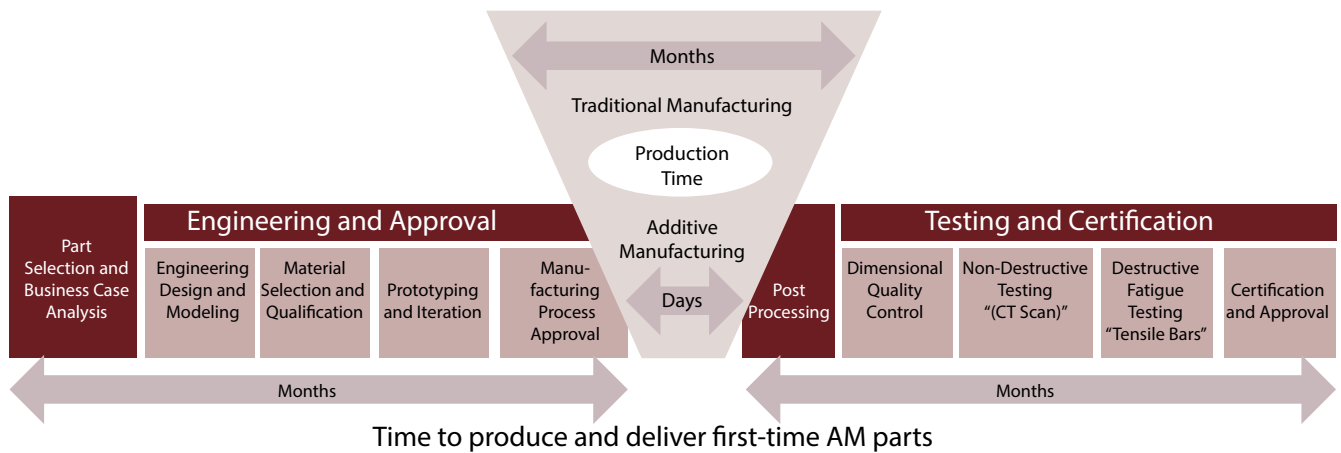 Months
Traditional Manufacturing
Production
Time
Additive
Manufacturing
Days
Part
Selection and
Business Case
Analysis
Engineering and Approval
Engineering
Design and
Modeling
Material
Selection and
Qualification
Prototyping
and Iteration
Manu-
facturing
Process
Approval
Post
Processing
Testing and Certification
Dimensional
Quality
Control
Non-Destructive
Testing
“(CT Scan)”
Destructive
Fatigue
Testing
“Tensile Bars”
Certification
and Approval
Months
Months
Time to produce and deliver first-time AM parts